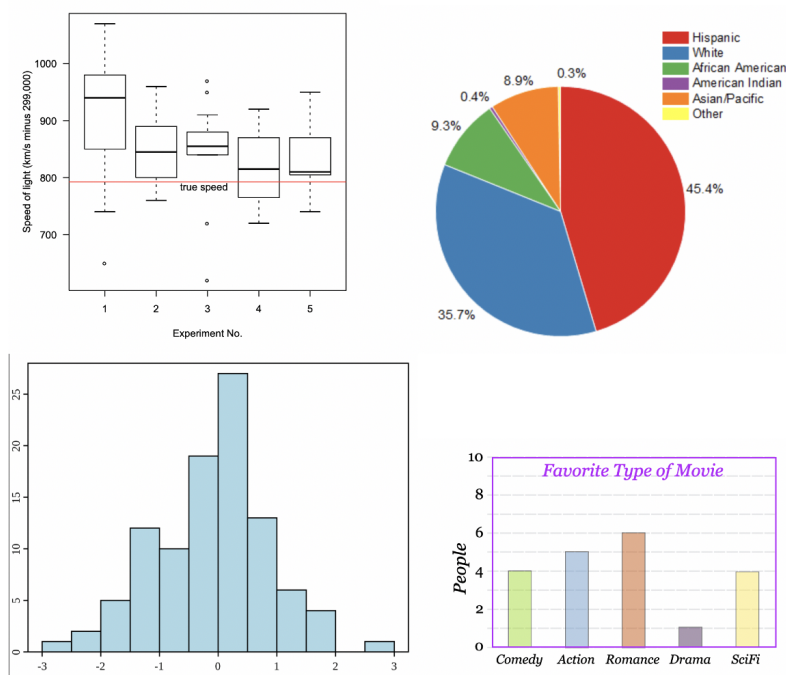 1000
900
800
700
Speed of light (km/s minus 299,000)
true speed
1
2
3
4
5
Experiment No.
Hispanic
White
African American
American Indian
Asian/Pacific
Other
0.3%
8.9%
0.4%
9.3%
45.4%
35.7%
25
20
15
10
5
0
-3
-2
-1
0
1
2
3
Favorite Type of Movie
People
10
8
6
4
2
0
Comedy
Action
Romance
Drama
SciFi